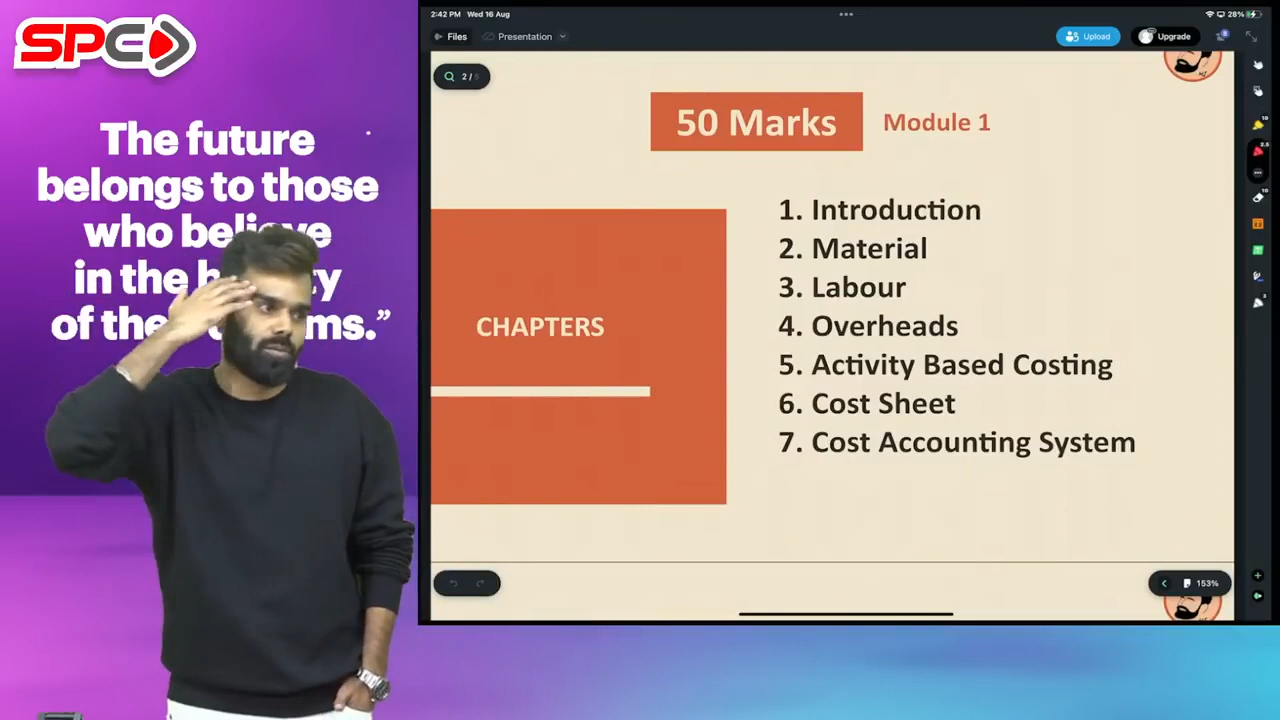 SPC
The future
belongs to those
who believe
in the
of the
2:42 PM Wed 16 Aug
28%
Files
Presentation
Upload
Upgrade
2 /
50 Marks
Module 1
CHAPTERS
1. Introduction
2. Material
3. Labour
4. Overheads
5. Activity Based Costing
6. Cost Sheet
7. Cost Accounting System
153%